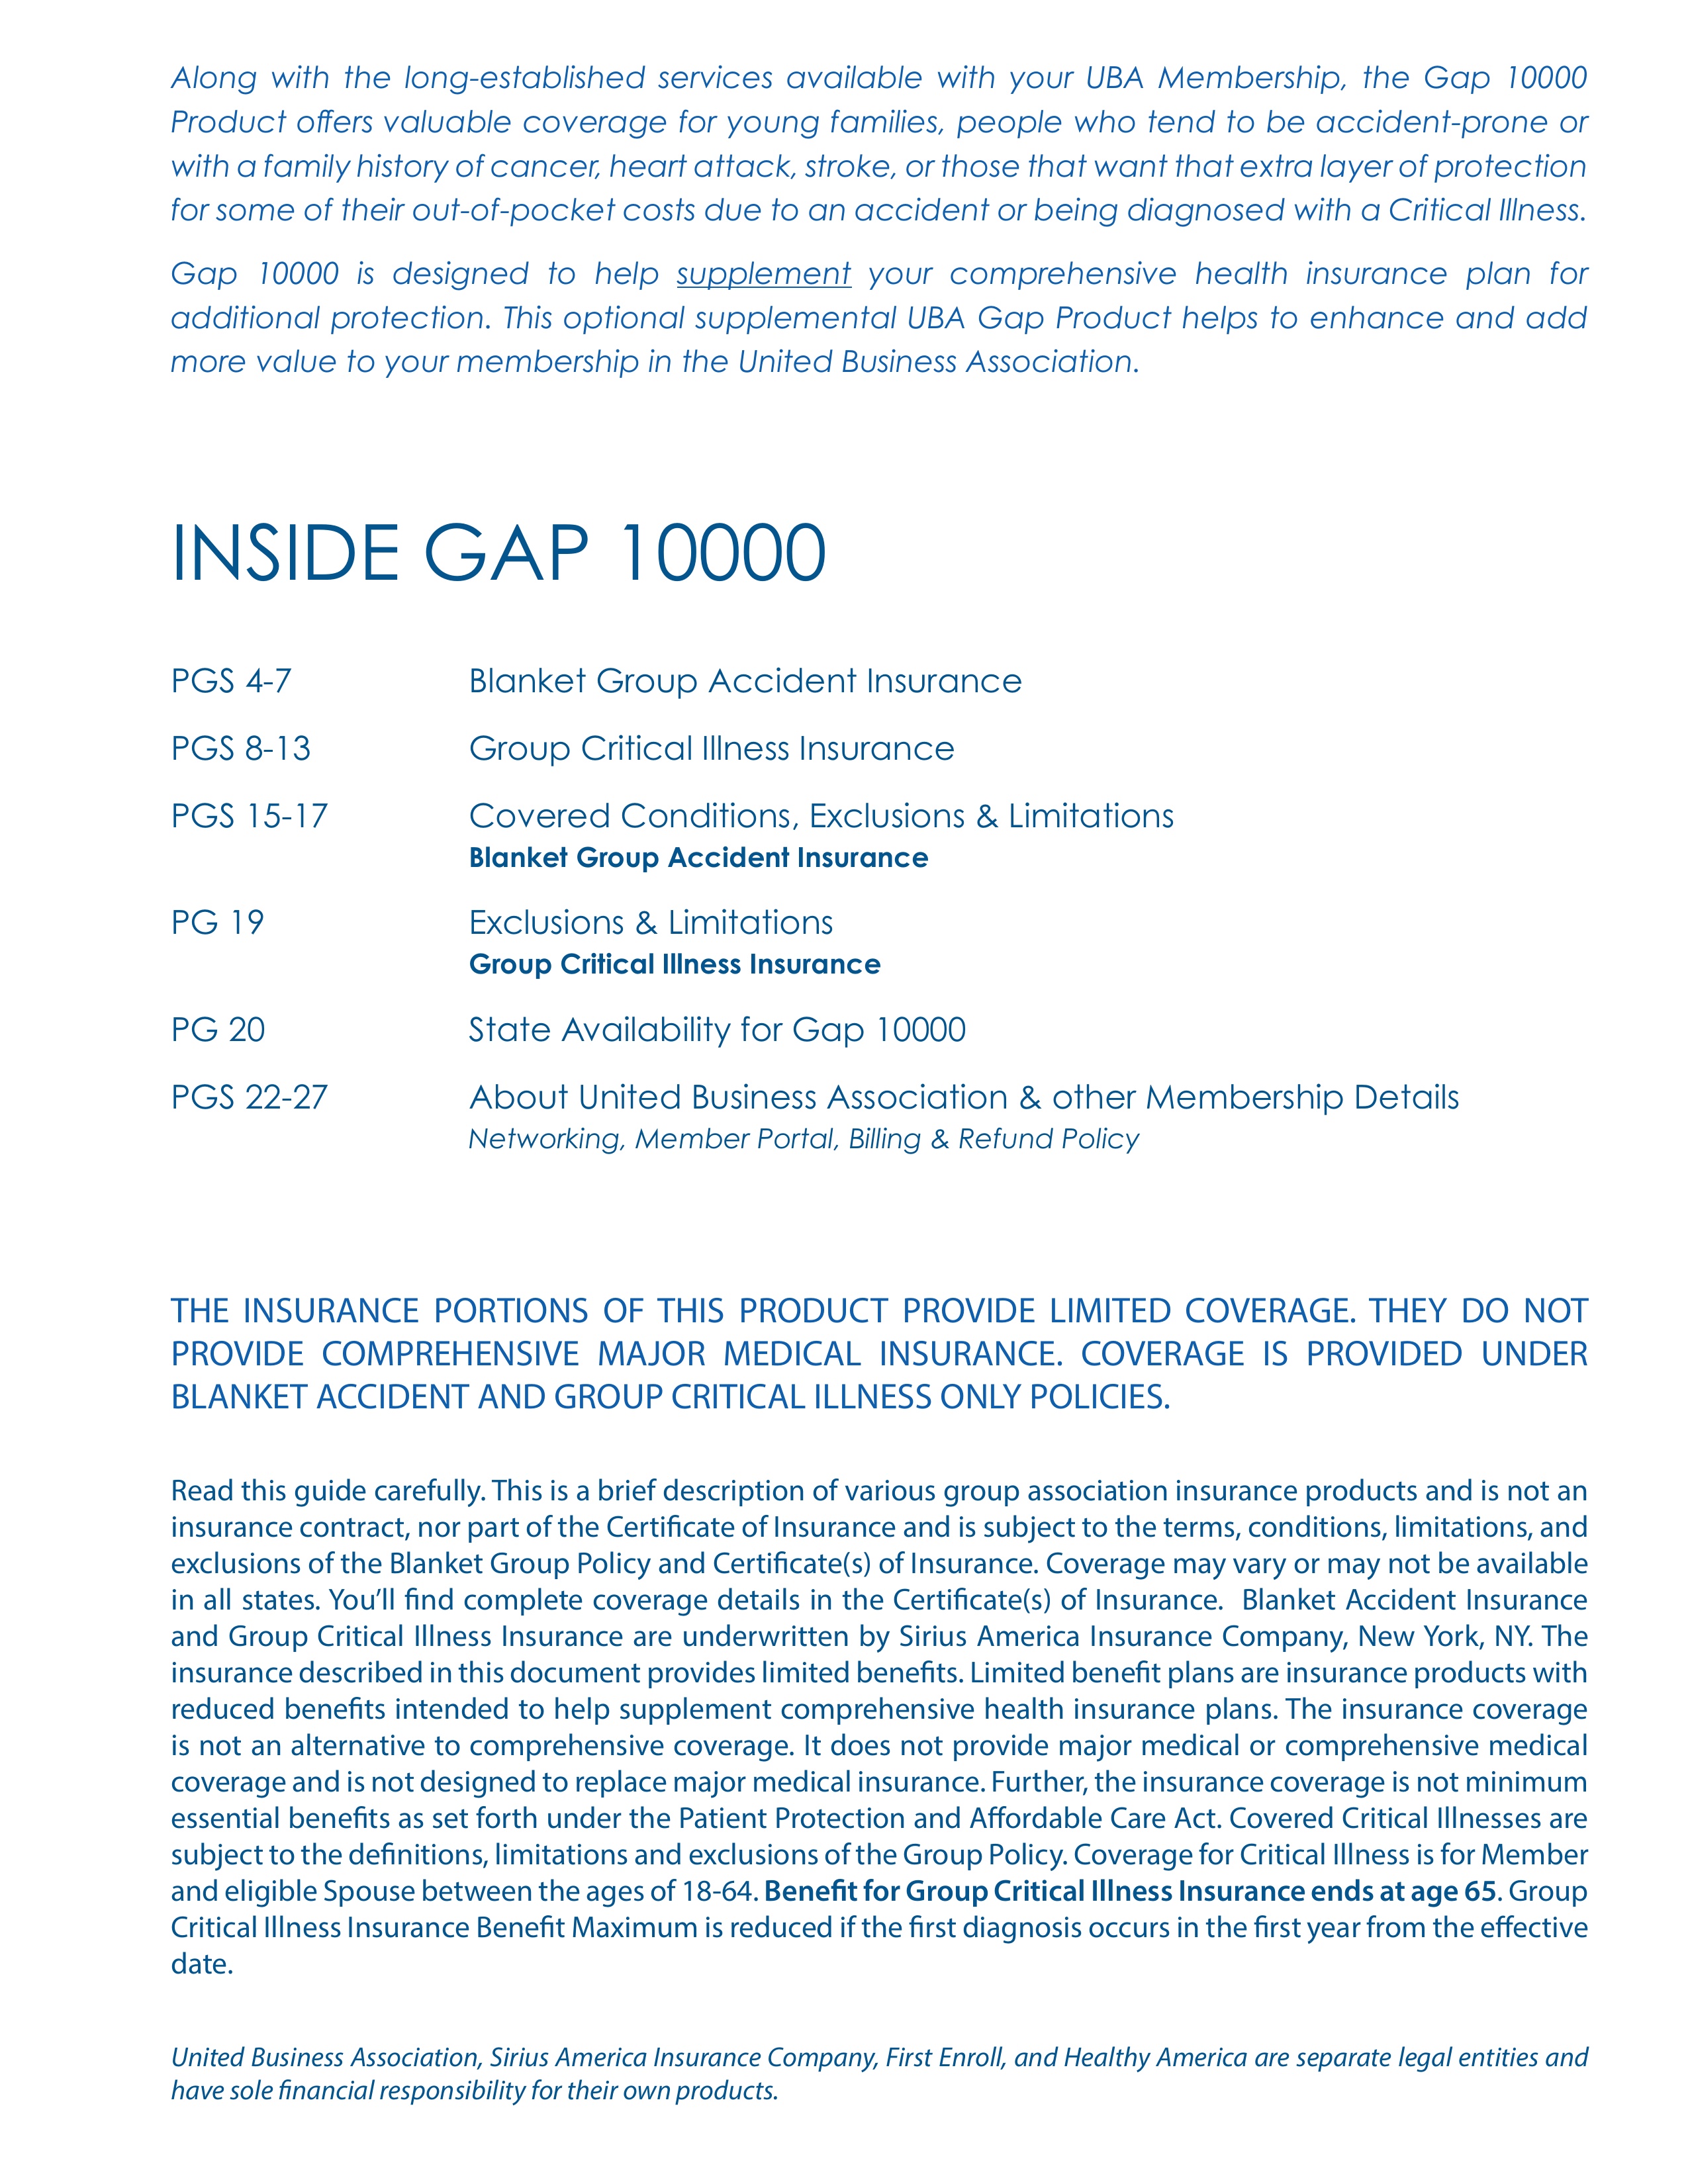 Along with the long-established services available with your UBA Membership, the Gap 10000
Product offers valuable coverage for young families, people who tend to be accident-prone or
with a family history of cancer, heart attack, stroke, or those that want that extra layer of protection
for some of their out-of-pocket costs due to an accident or being diagnosed with a Critical Illness.
Gap 10000 is designed to help supplement your comprehensive health insurance plan for
additional protection. This optional supplemental UBA Gap Product helps to enhance and add
more value to your membership in the United Business Association.
INSIDE GAP 10000
PGS 4-7 Blanket Group Accident Insurance
PGS 8-13 Group Critical Illness Insurance
PGS 15-17 Covered Conditions, Exclusions & Limitations
Blanket Group Accident Insurance
PG 19 Exclusions & Limitations
Group Critical Illness Insurance
PG 20 State Availability for Gap 10000
PGS 22-27 About United Business Association & other Membership Details
Networking, Member Portal, Billing & Refund Policy
THE INSURANCE PORTIONS OF THIS PRODUCT PROVIDE LIMITED COVERAGE. THEY DO NOT
PROVIDE COMPREHENSIVE MAJOR MEDICAL INSURANCE. COVERAGE IS PROVIDED UNDER
BLANKET ACCIDENT AND GROUP CRITICAL ILLNESS ONLY POLICIES.
Read this guide carefully. This is a brief description of various group association insurance products and is not an
insurance contract, nor part of the Certificate of Insurance and is subject to the terms, conditions, limitations, and
exclusions of the Blanket Group Policy and Certificate(s) of Insurance. Coverage may vary or may not be available
in all states. You'll find complete coverage details in the Certificate(s) of Insurance. Blanket Accident Insurance
and Group Critical Illness Insurance are underwritten by Sirius America Insurance Company, New York, NY. The
insurance described in this document provides limited benefits. Limited benefit plans are insurance products with
reduced benefits intended to help supplement comprehensive health insurance plans. The insurance coverage
is not an alternative to comprehensive coverage. It does not provide major medical or comprehensive medical
coverage and is not designed to replace major medical insurance. Further, the insurance coverage is not minimum
essential benefits as set forth under the Patient Protection and Affordable Care Act. Covered Critical Illnesses are
subject to the definitions, limitations and exclusions of the Group Policy. Coverage for Critical Illness is for Member
and eligible Spouse between the ages of 18-64. Benefit for Group Critical Illness Insurance ends at age 65. Group
Critical Illness Insurance Benefit Maximum is reduced if the first diagnosis occurs in the first year from the effective
date.
United Business Association, Sirius America Insurance Company, First Enroll, and Healthy America are separate legal entities and
have sole financial responsibility for their own products.